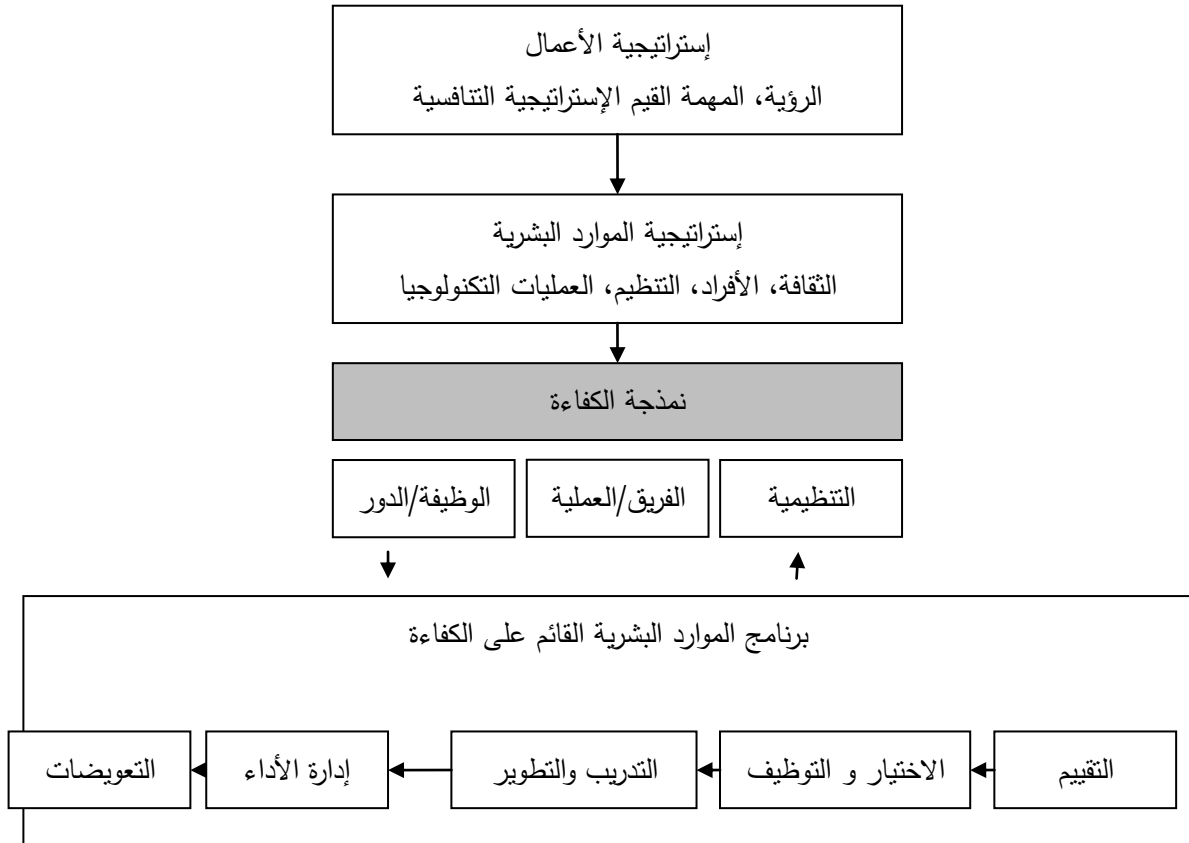 إستراتيجية الأعمال
الرؤية، المهمة القيم الإستراتيجية التنافسية
إستراتيجية الموارد البشرية
الثقافة، الأفراد، التنظيم، العمليات التكنولوجيا
نمذجة الكفاءة
التنظيمية
الفريق/العملية
الوظيفة/الدور
برنامج الموارد البشرية القائم على الكفاءة
التقييم
الاختيار و التوظيف
التدريب والتطوير
إدارة الأداء
التعويضات